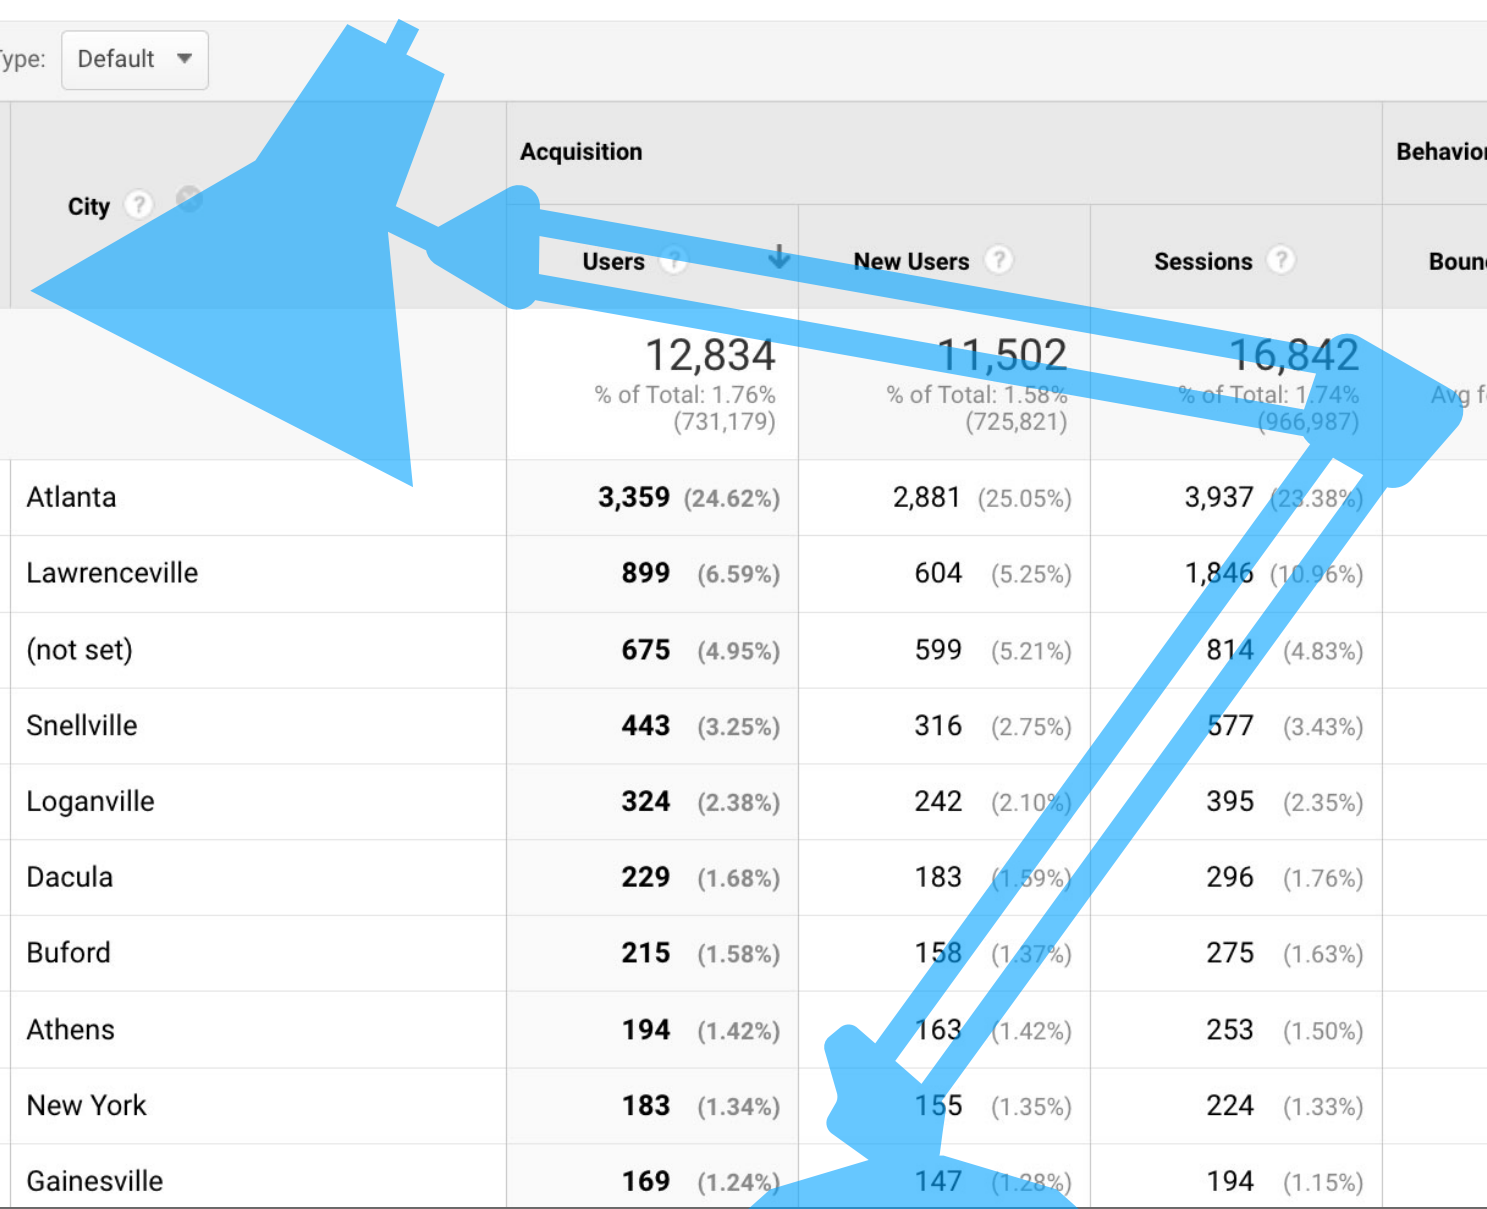 Type: Default
Acquisition
Behavior
City ?
Users ?
New Users ?
Sessions ?
12,834
11,502
16,842
% of Total: 1.76%
% of Total: 1.58%
% of Total: 1.74%
Avg
(731,179)
(725,821)
(966,987)
Atlanta 3,359 (24.62%) 2,881 (25.05%) 3,937 (23.38%)
Lawrenceville 899 (6.59%) 604 (5.25%) 1,846 (10.96%)
(not set) 675 (4.95%) 599 (5.21%) 814 (4.83%)
Snellville 443 (3.25%) 316 (2.75%) 577 (3.43%)
Loganville 324 (2.38%) 242 (2.10%) 395 (2.35%)
Dacula 229 (1.68%) 183 (1.59%) 296 (1.76%)
Buford 215 (1.58%) 158 (1.37%) 275 (1.63%)
Athens 194 (1.42%) 163 (1.42%) 253 (1.50%)
New York 183 (1.34%) 155 (1.35%) 224 (1.33%)
Gainesville 169 (1.24%) 147 (1.28%) 194 (1.15%)